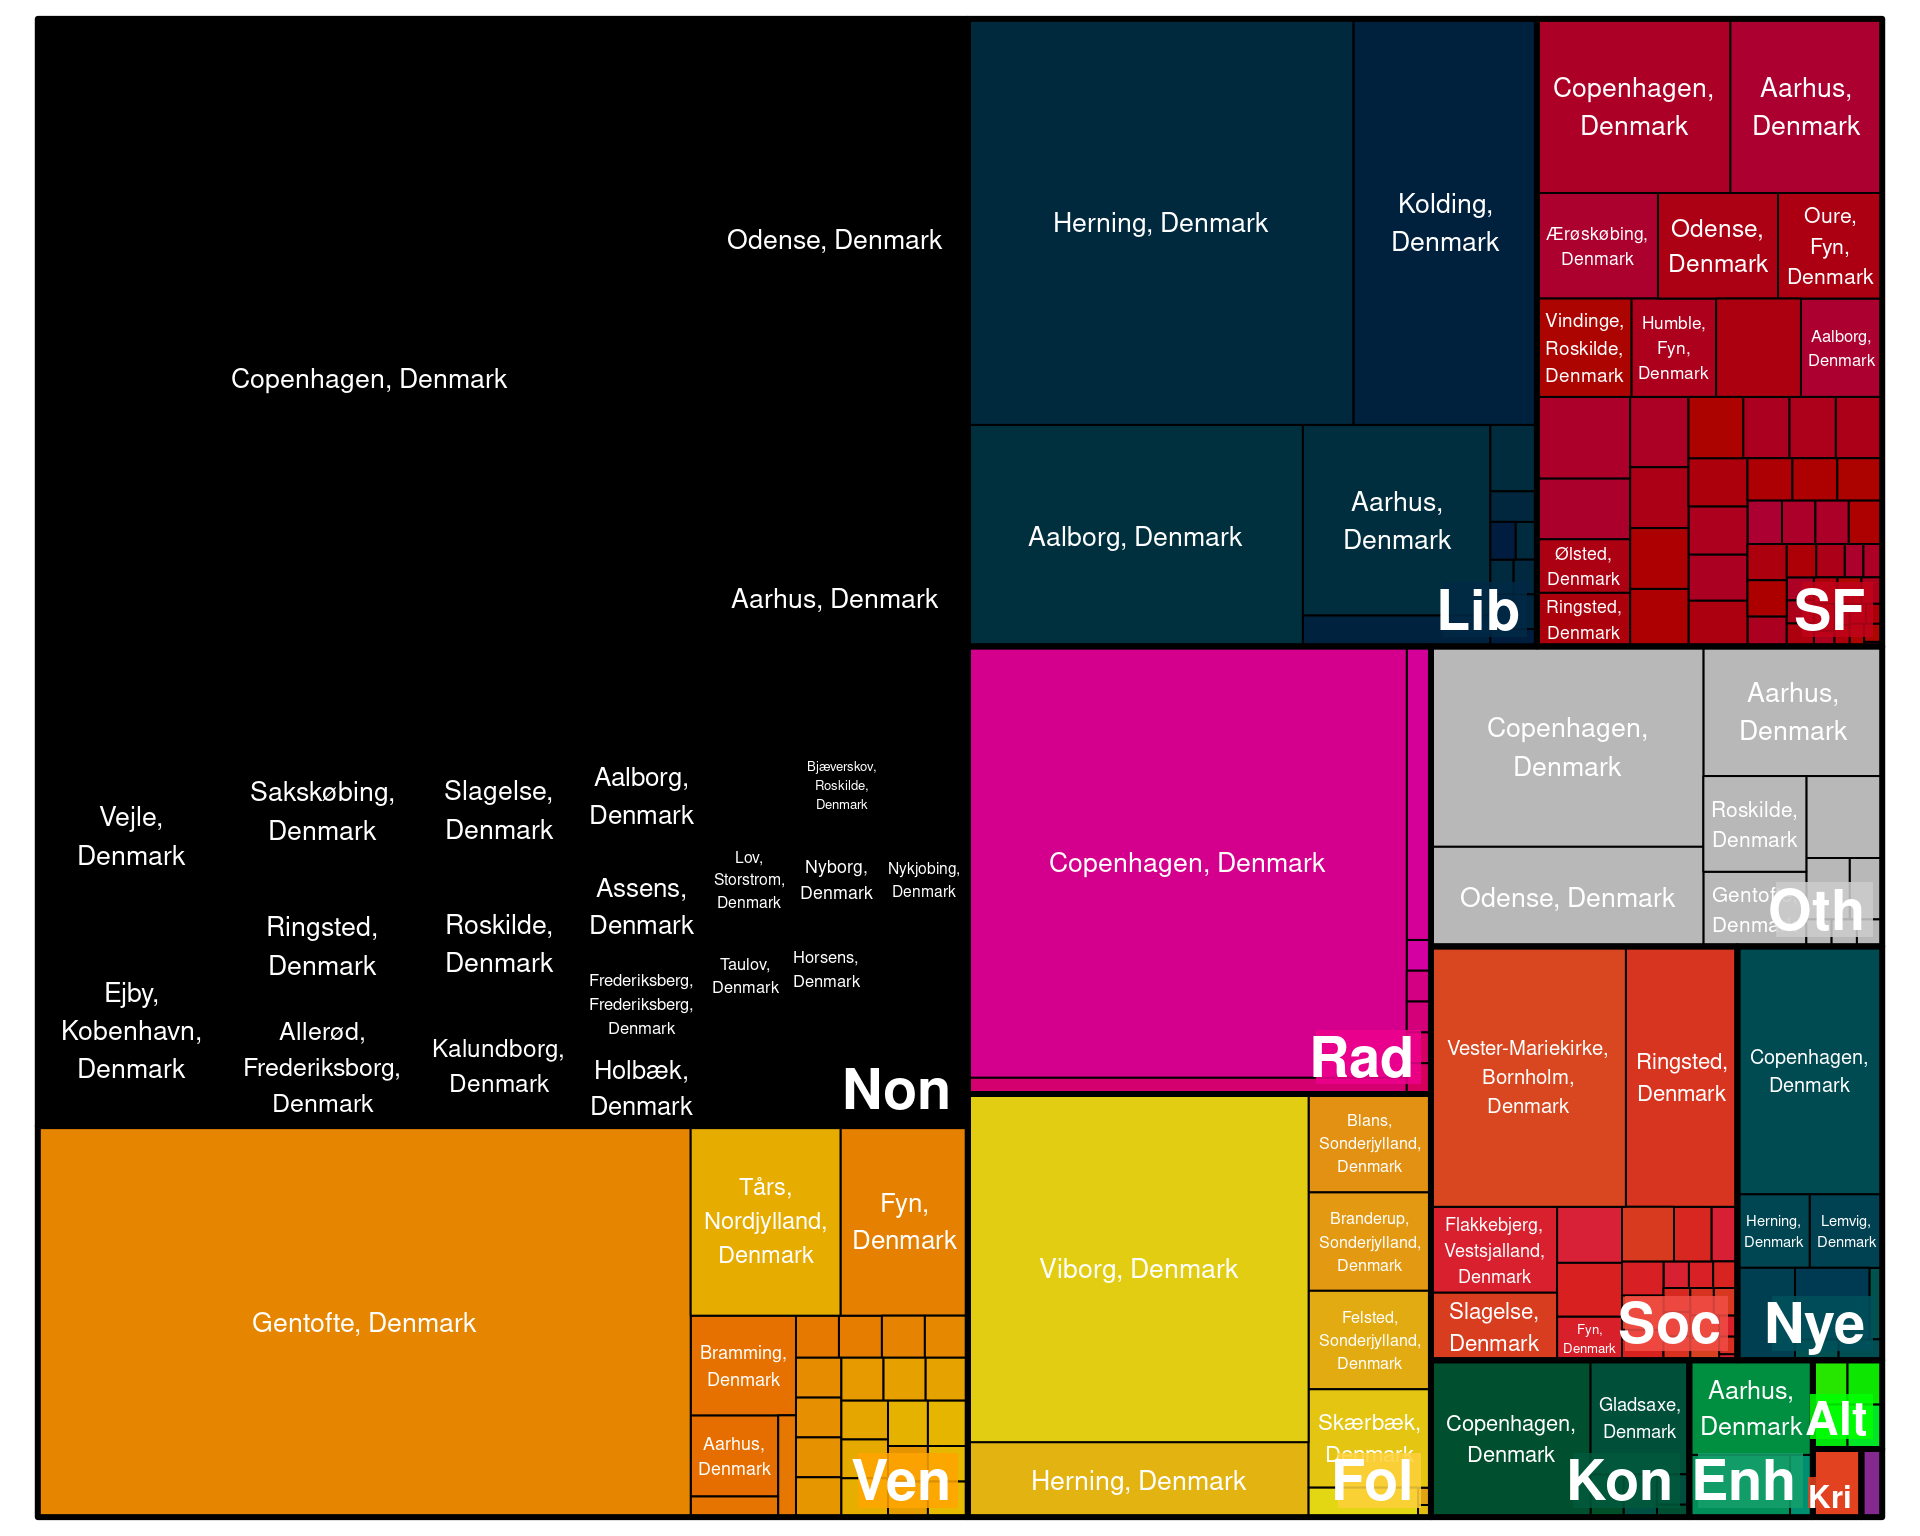 Copenhagen, Denmark
Odense, Denmark
Aarhus, Denmark
Vejle,
Denmark
Ejby,
Kobenhavn,
Denmark
Sakskøbing,
Denmark
Ringsted,
Denmark
Allerød,
Frederiksborg,
Denmark
Slagelse,
Denmark
Roskilde,
Denmark
Kalundborg,
Denmark
Aalborg,
Denmark
Assens,
Denmark
Frederiksberg,
Frederiksberg,
Denmark
Holbæk,
Denmark
Bjæverskov,
Roskilde,
Denmark
Lov,
Storstrom,
Denmark
Nyborg,
Denmark
Nykjobing,
Denmark
Taulov,
Denmark
Horsens,
Denmark
Non
Gentofte, Denmark
Tårs,
Nordjylland,
Denmark
Fyn,
Denmark
Bramming,
Denmark
Aarhus,
Denmark
Ven
Herning, Denmark
Kolding,
Denmark
Aalborg, Denmark
Aarhus,
Denmark
Lib
Copenhagen,
Denmark
Aarhus,
Denmark
Ærøskøbing,
Denmark
Odense,
Denmark
Oure,
Fyn,
Denmark
Vindinge,
Roskilde,
Denmark
Humble,
Fyn,
Denmark
Aalborg,
Denmark
Ølsted,
Denmark
Ringsted,
Denmark
SF
Copenhagen, Denmark
Rad
Copenhagen,
Denmark
Aarhus,
Denmark
Odense, Denmark
Roskilde,
Denmark
Gentofte,
Denmark
Oth
Viborg, Denmark
Herning, Denmark
Blans,
Sonderjylland,
Denmark
Branderup,
Sonderjylland,
Denmark
Felsted,
Sonderjylland,
Denmark
Skærbæk,
Denmark
Fol
Vester-Mariekirke,
Bornholm,
Denmark
Ringsted,
Denmark
Flakkebjerg,
Vestsjalland,
Denmark
Slagelse,
Denmark
Fyn,
Denmark
Soc
Copenhagen,
Denmark
Herning,
Denmark
Lemvig,
Denmark
Nye
Copenhagen,
Denmark
Gladsaxe,
Denmark
Kon
Aarhus,
Denmark
Enh
Alt
Kri